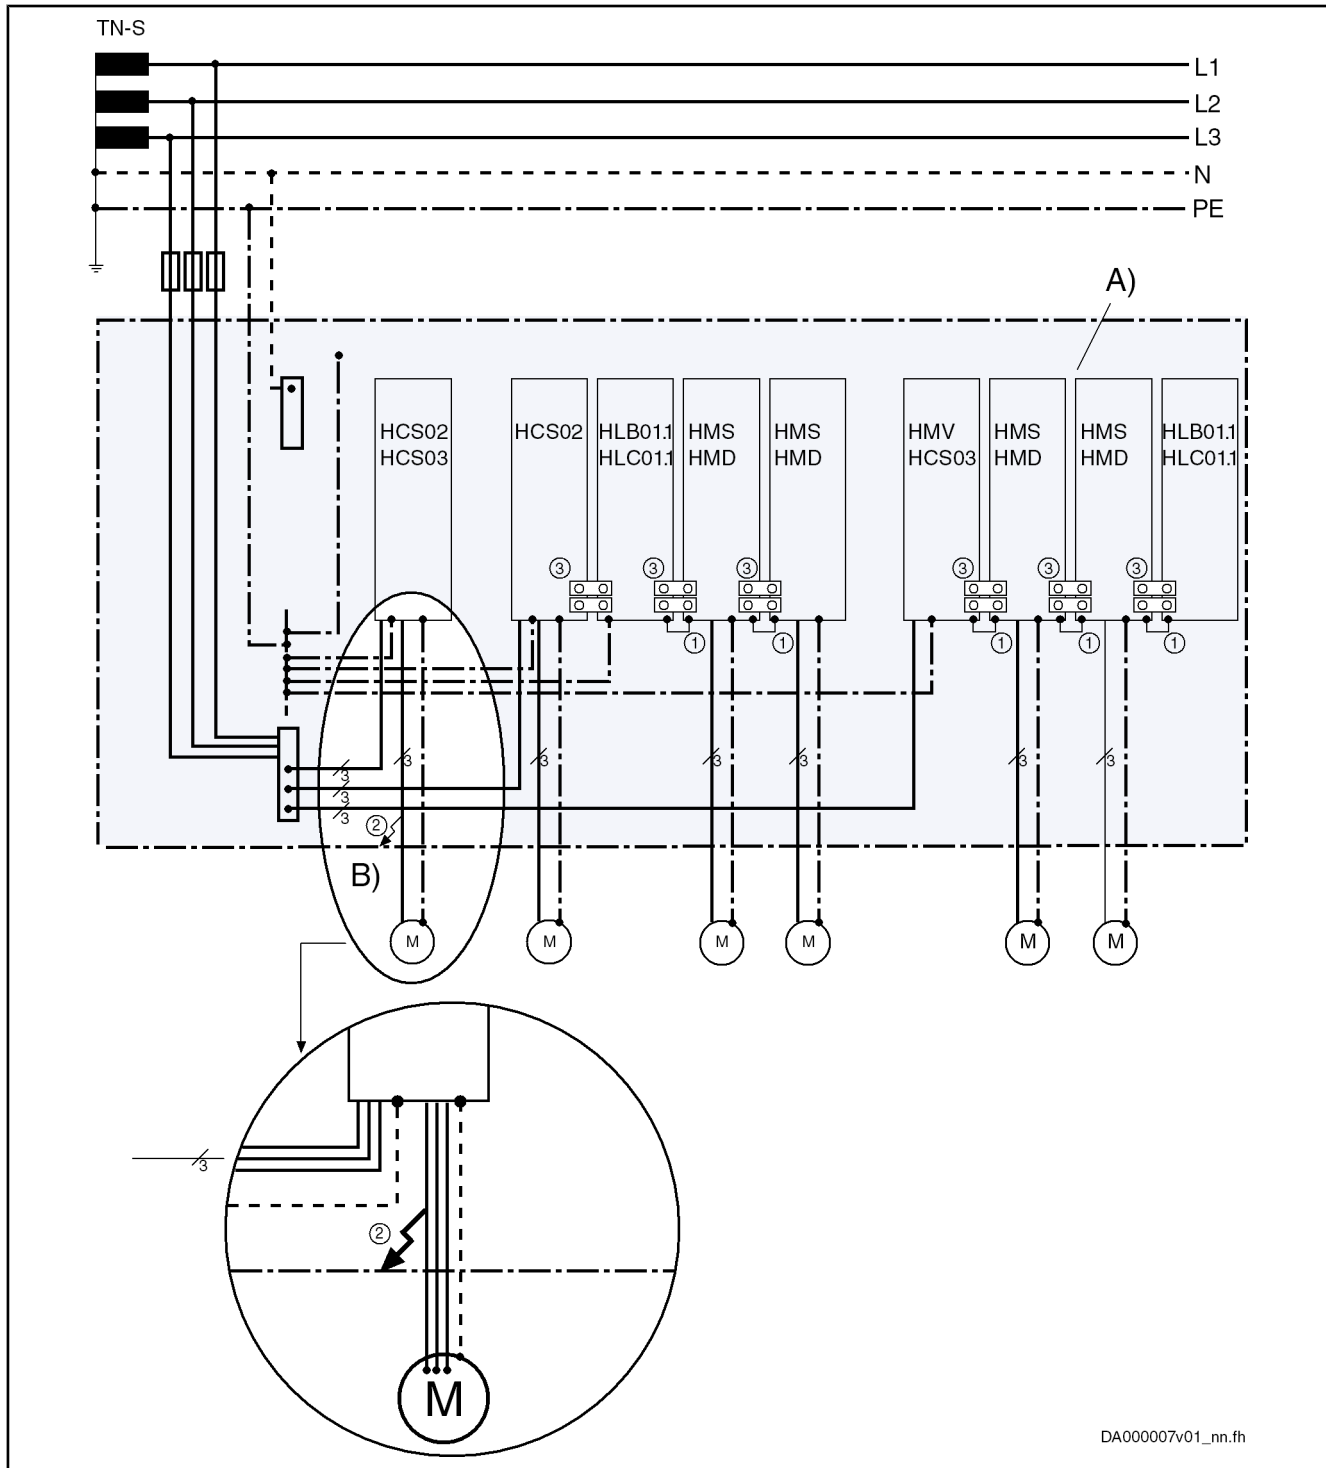 TN-S
L1
L2
L3
N
PE
A)
HCS02
HCS03
HCS02
HLB01.1
HLC01.1
HMS
HMD
HMS
HMD
HMV
HCS03
HMS
HMD
HMS
HMD
HLB01.1
HLC01.1
3
3
3
3
3
3
1
1
1
1
1
3
3
3
3
3
3
3
3
3
2
B)
M
M
M
M
M
M
3
2
M
DA000007v01_nn.fh